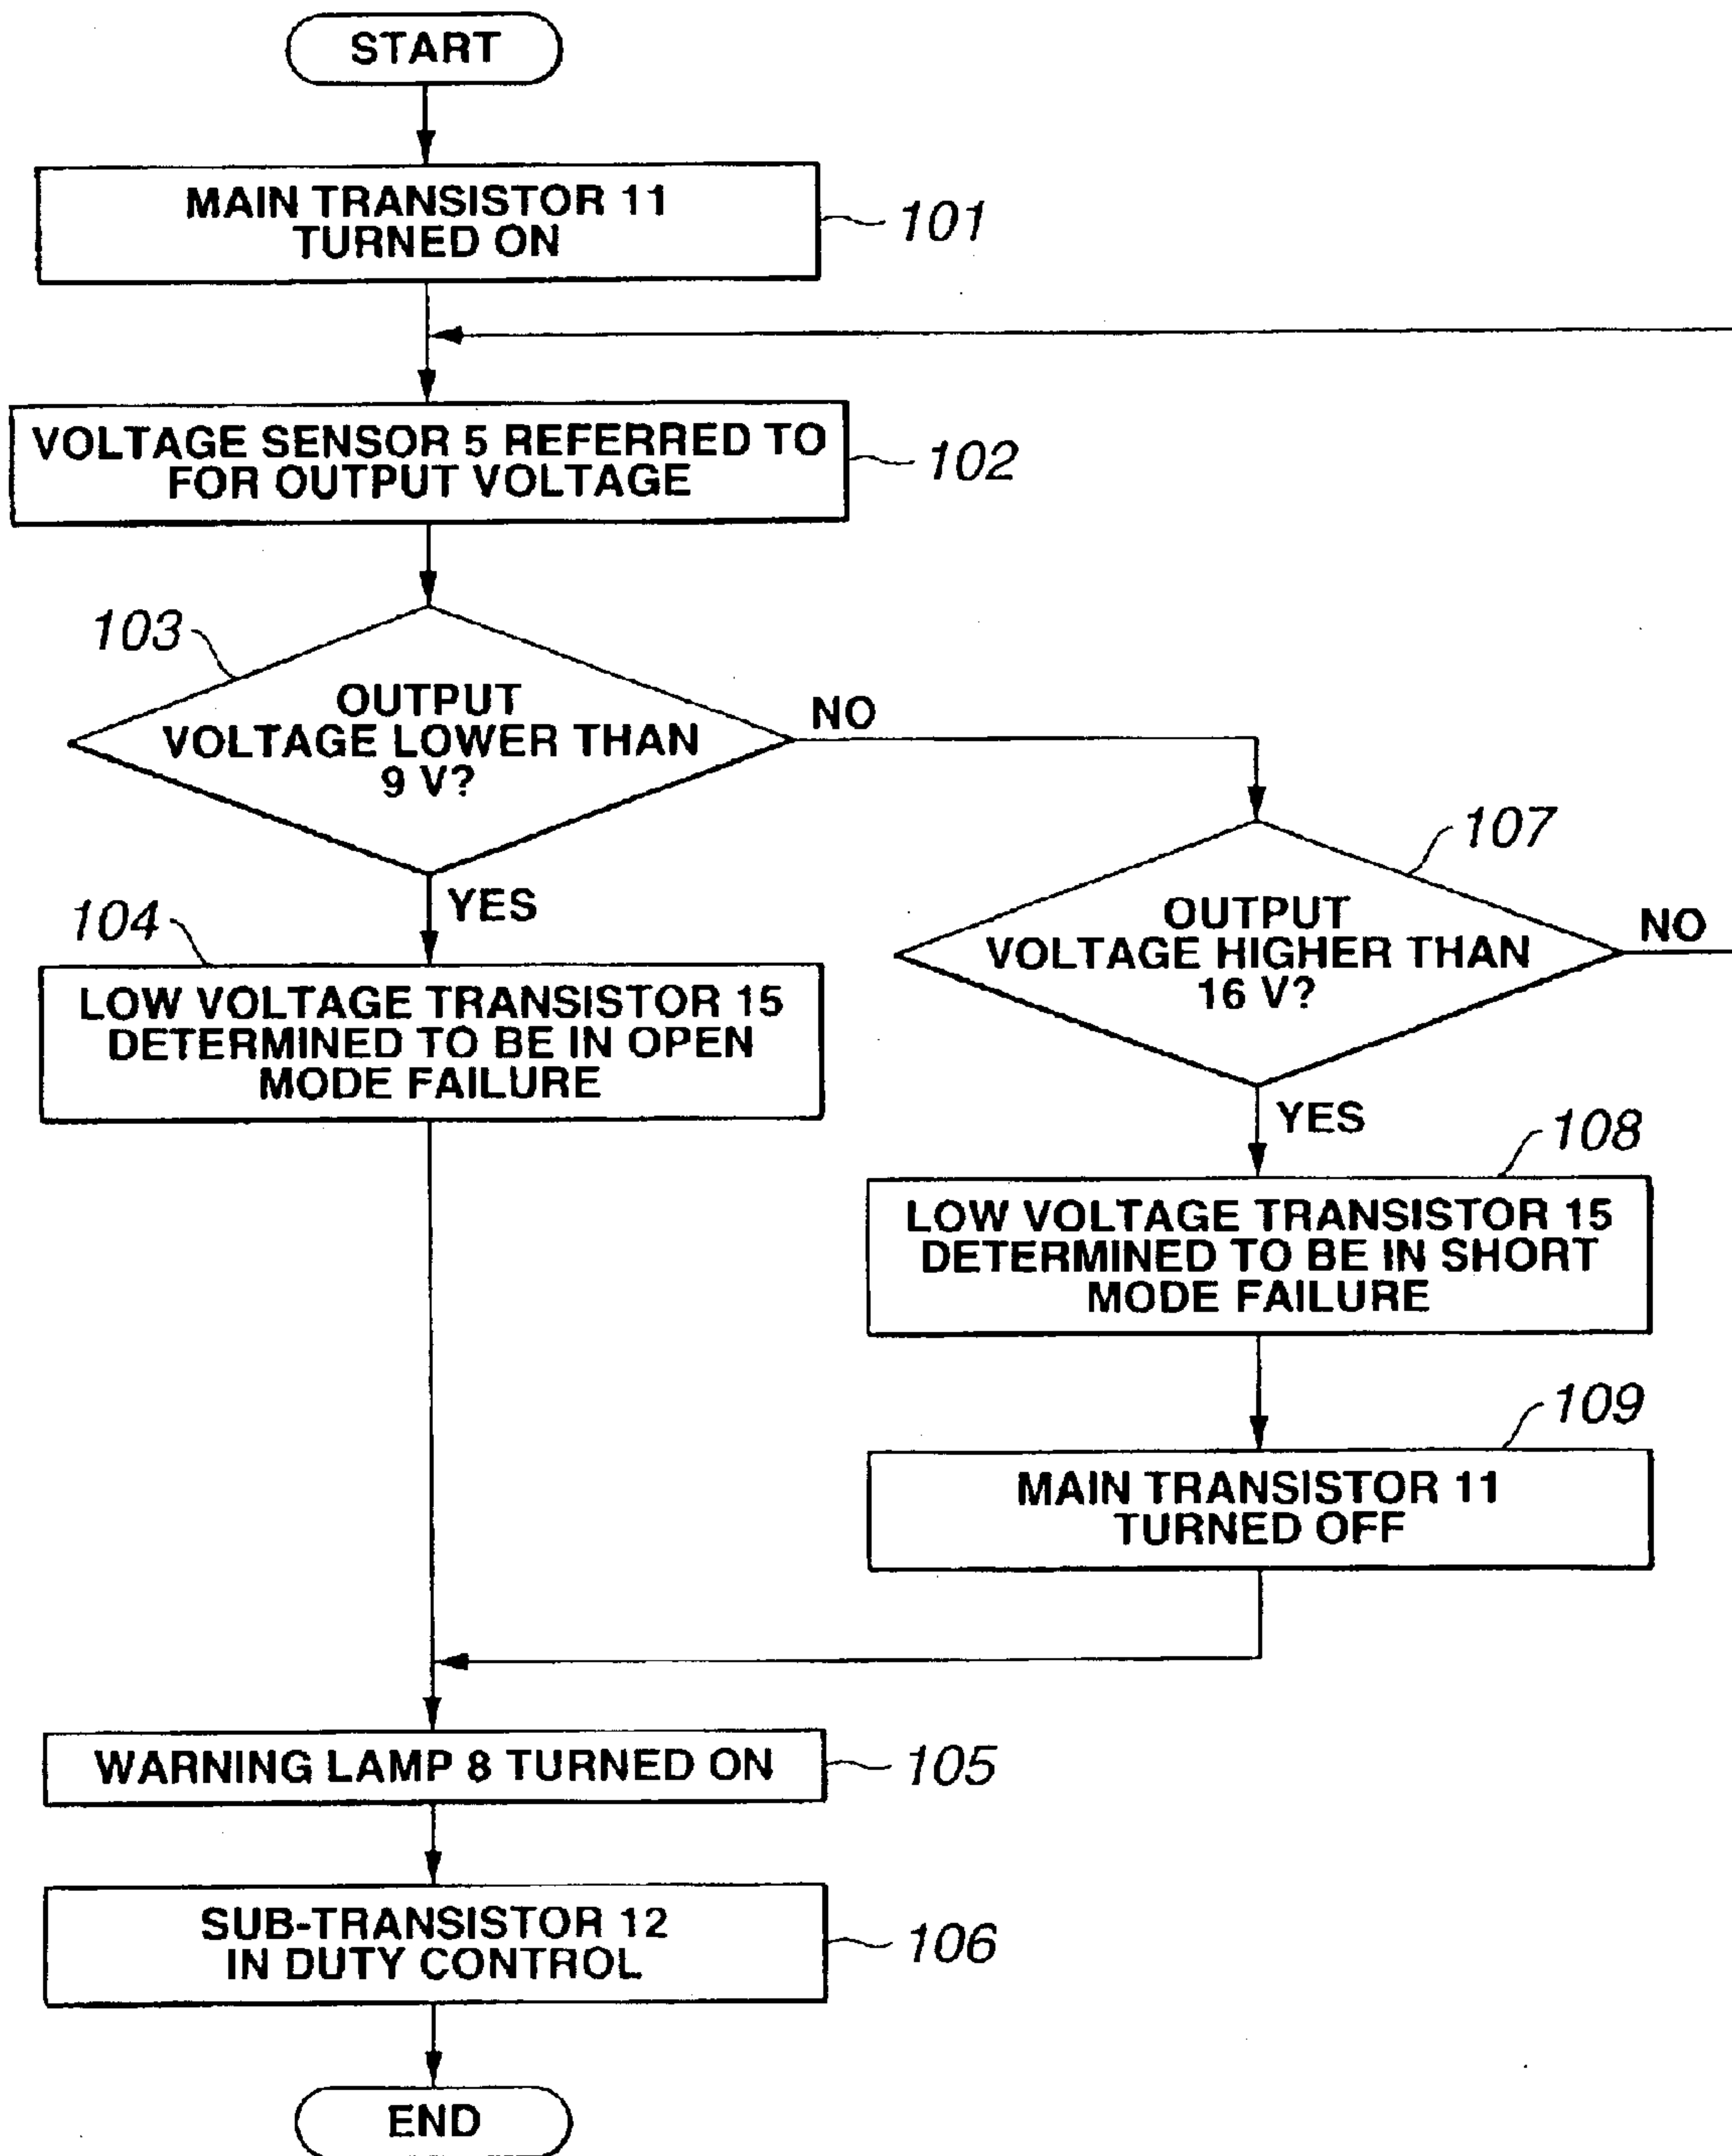 START
MAIN TRANSISTOR 11
TURNED ON
101
VOLTAGE SENSOR 5 REFERRED TO
FOR OUTPUT VOLTAGE
102
103
OUTPUT
VOLTAGE LOWER THAN
9 V?
NO
YES
107
OUTPUT
VOLTAGE HIGHER THAN
16 V?
NO
YES
104
LOW VOLTAGE TRANSISTOR 15
DETERMINED TO BE IN OPEN
MODE FAILURE
108
LOW VOLTAGE TRANSISTOR 15
DETERMINED TO BE IN SHORT
MODE FAILURE
109
MAIN TRANSISTOR 11
TURNED OFF
WARNING LAMP 8 TURNED ON
105
SUB-TRANSISTOR 12
IN DUTY CONTROL
106
END